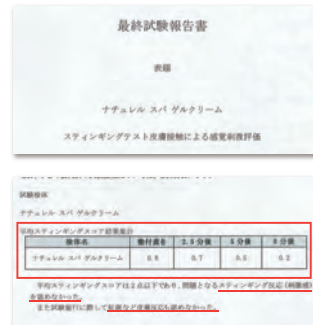 最終試験報告書
表題
ナチュレル スパ ゲルクリーム
スティンギングテスト皮膚接触による感覚刺激評価
試験検体
ナチュレル スパ ゲルクリーム
平均スティンギングスコア結果集計
検体名 塗付直後 2.5分後 5分後 8分後
ナチュレル スパ ゲルクリーム 0.8 0.7 0.5 0.2
平均スティンギングスコアは2点以下であり、問題となるスティンギング反応(刺激感)
を認めなかった。
また試験施行に際して紅斑など皮膚反応も認めなかった。